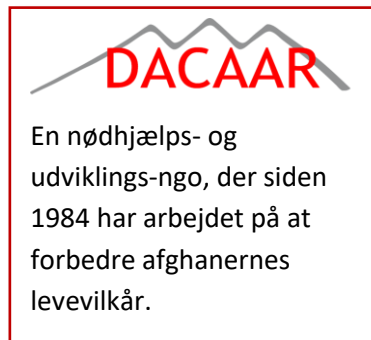 DACAAR
En nødhjælps- og
udviklings-ngo, der siden
1984 har arbejdet på at
forbedre afghanernes
levevilkår.